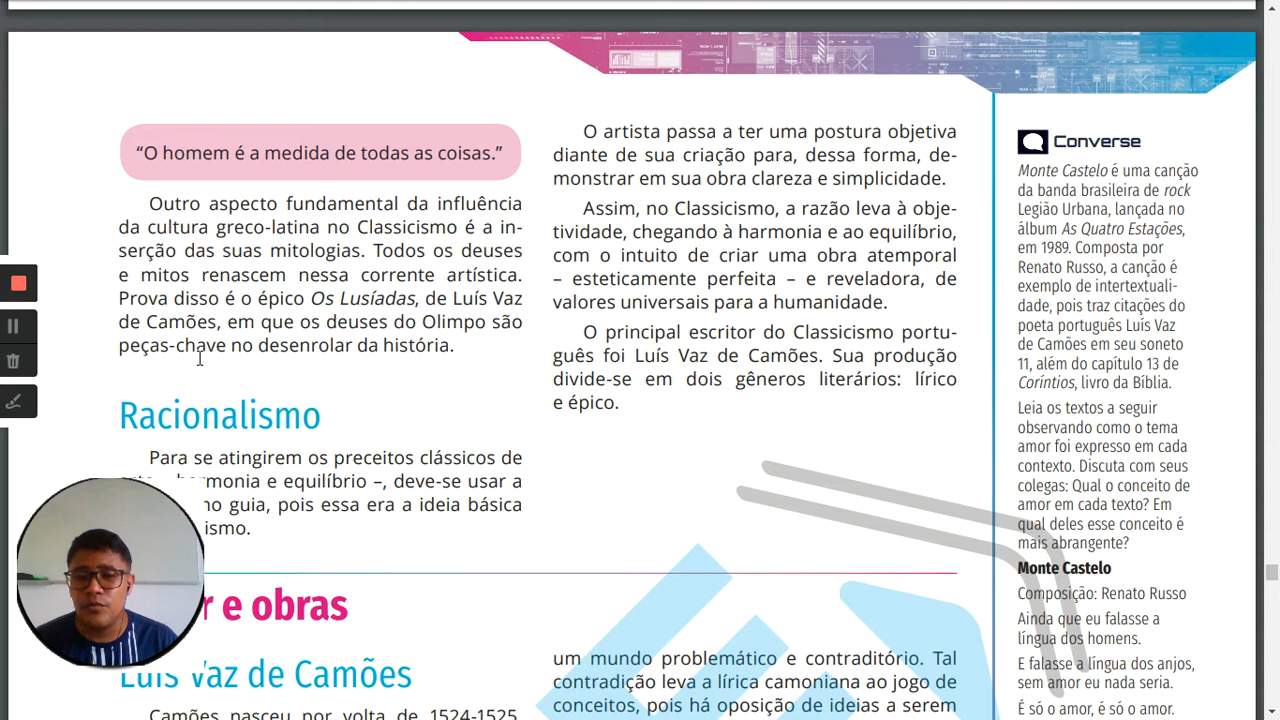 “O homem é a medida de todas as coisas.”
Outro aspecto fundamental da influência
da cultura greco-latina no Classicismo é a in-
serção das suas mitologias. Todos os deuses
e mitos renascem nessa corrente artística.
Prova disso é o épico Os Lusíadas, de Luís Vaz
de Camões, em que os deuses do Olimpo são
peças-chave no desenrolar da história.
Racionalismo
Para se atingirem os preceitos clássicos de
monia e equilíbrio –, deve-se usar a
guia, pois essa era a ideia básica
ismo.
O artista passa a ter uma postura objetiva
diante de sua criação para, dessa forma, de-
monstrar em sua obra clareza e simplicidade.
Assim, no Classicismo, a razão leva à obje-
tividade, chegando à harmonia e ao equilíbrio,
com o intuito de criar uma obra atemporal
– esteticamente perfeita – e reveladora, de
valores universais para a humanidade.
O principal escritor do Classicismo portu-
guês foi Luís Vaz de Camões. Sua produção
divide-se em dois gêneros literários: lírico
e épico.
r e obras
Luís Vaz de Camões
Camões nasceu por volta de 1524-1525,
um mundo problemático e contraditório. Tal
contradição leva a lírica camoniana ao jogo de
conceitos, pois há oposição de ideias a serem
Converse
Monte Castelo é uma canção
da banda brasileira de rock
Legião Urbana, lançada no
álbum As Quatro Estações,
em 1989. Composta por
Renato Russo, a canção é
exemplo de intertextuali-
dade, pois traz citações do
poeta português Luís Vaz
de Camões em seu soneto
11, além do capítulo 13 de
Coríntios, livro da Bíblia.
Leia os textos a seguir
observando como o tema
amor foi expresso em cada
contexto. Discuta com seus
colegas: Qual o conceito de
amor em cada texto? Em
qual deles esse conceito é
mais abrangente?
Monte Castelo
Composição: Renato Russo
Ainda que eu falasse a
língua dos homens.
E falasse a língua dos anjos,
sem amor eu nada seria.
É só o amor, é só o amor.